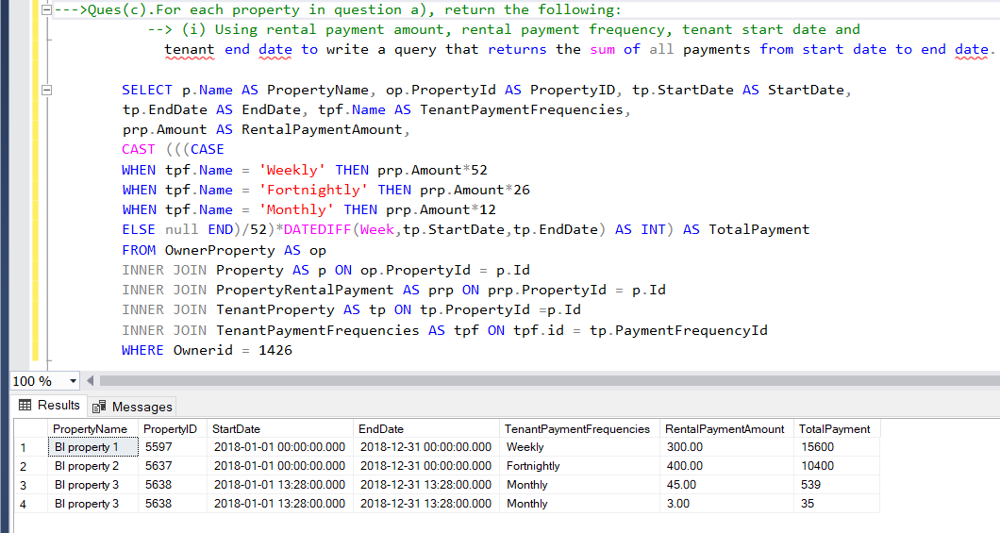 --->Ques(c).For each property in question a), return the following:
--> (i) Using rental payment amount, rental payment frequency, tenant start date and
tenant end date to write a query that returns the sum of all payments from start date to end date.
SELECT p.Name AS PropertyName, op.PropertyId AS PropertyID, tp.StartDate AS StartDate,
tp.EndDate AS EndDate, tpf.Name AS TenantPaymentFrequencies,
prp.Amount AS RentalPaymentAmount,
CAST (((CASE
WHEN tpf.Name = 'Weekly' THEN prp.Amount*52
WHEN tpf.Name = 'Fortnightly' THEN prp.Amount*26
WHEN tpf.Name = 'Monthly' THEN prp.Amount*12
ELSE null END)/52)*DATEDIFF(Week,tp.StartDate,tp.EndDate) AS INT) AS TotalPayment
FROM OwnerProperty AS op
INNER JOIN Property AS p ON op.PropertyId = p.Id
INNER JOIN PropertyRentalPayment AS prp ON prp.PropertyId = p.Id
INNER JOIN TenantProperty AS tp ON tp.PropertyId =p.Id
INNER JOIN TenantPaymentFrequencies AS tpf ON tpf.id = tp.PaymentFrequencyId
WHERE Ownerid = 1426
100 %
Results Messages
PropertyName PropertyID StartDate EndDate TenantPaymentFrequencies RentalPaymentAmount TotalPayment
1 BI property 1 5597 2018-01-01 00:00:00.000 2018-12-31 00:00:00.000 Weekly 300.00 15600
2 BI property 2 5637 2018-01-01 00:00:00.000 2018-12-31 00:00:00.000 Fortnightly 400.00 10400
3 BI property 3 5638 2018-01-01 13:28:00.000 2018-12-31 13:28:00.000 Monthly 45.00 539
4 BI property 3 5638 2018-01-01 13:28:00.000 2018-12-31 13:28:00.000 Monthly 3.00 35